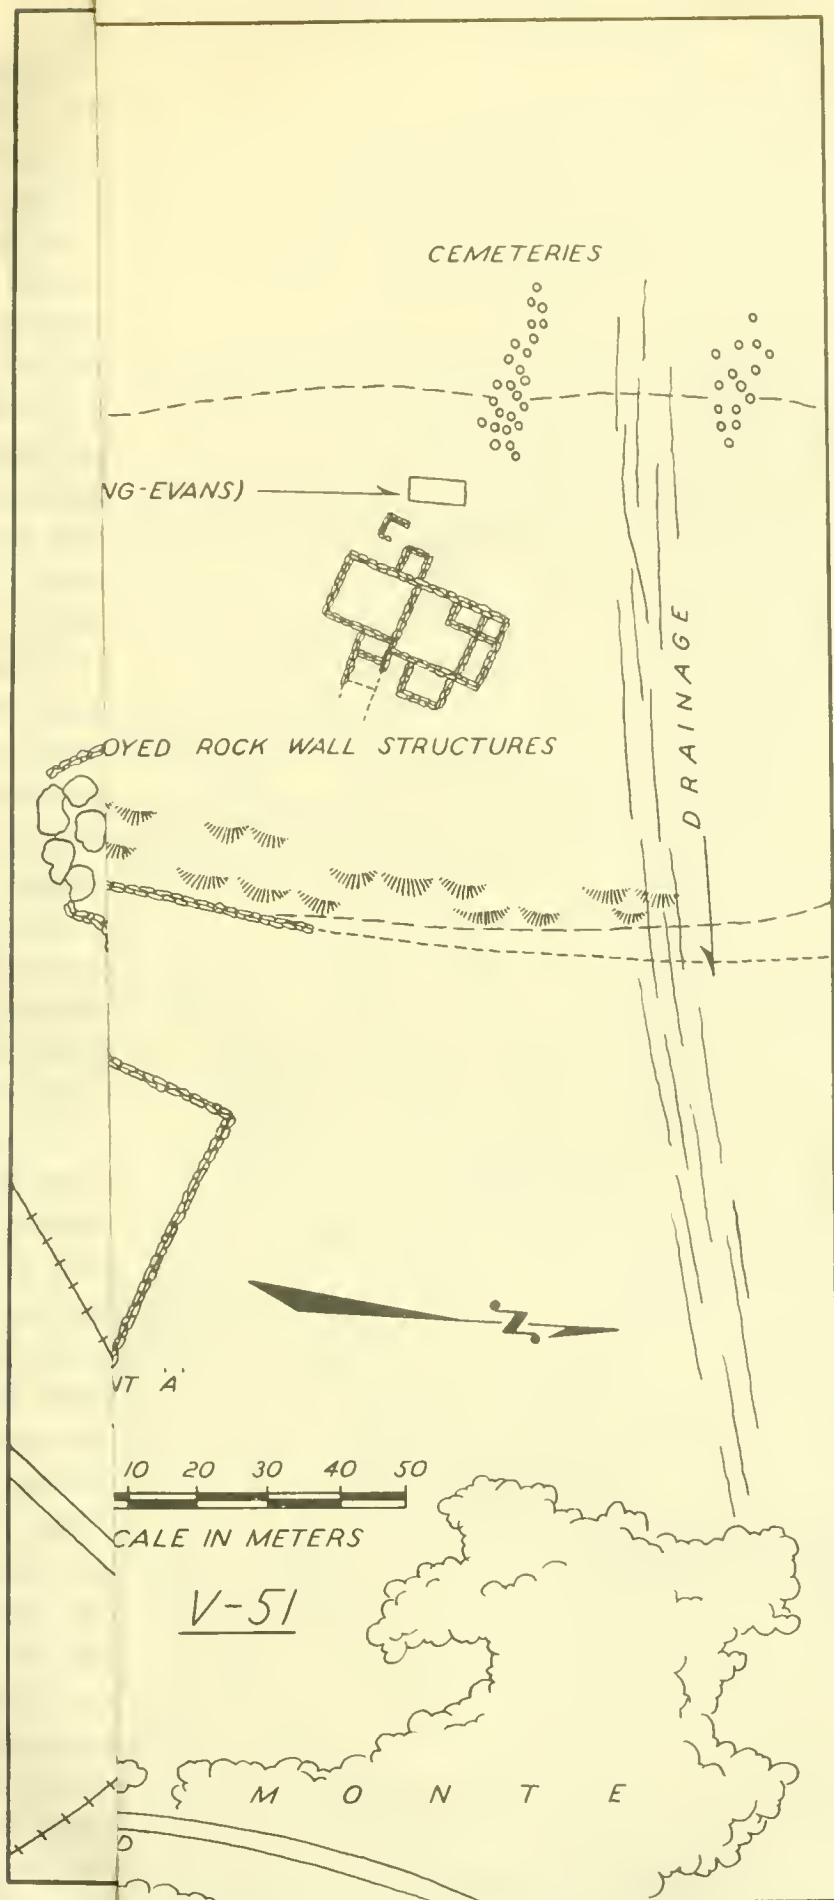 CEMETERIES
NG-EVANS)
OYED ROCK WALL STRUCTURES
DRAINAGE
N
NT 'A'
10 20 30 40 50
CALE IN METERS
V-51
MONTE
D